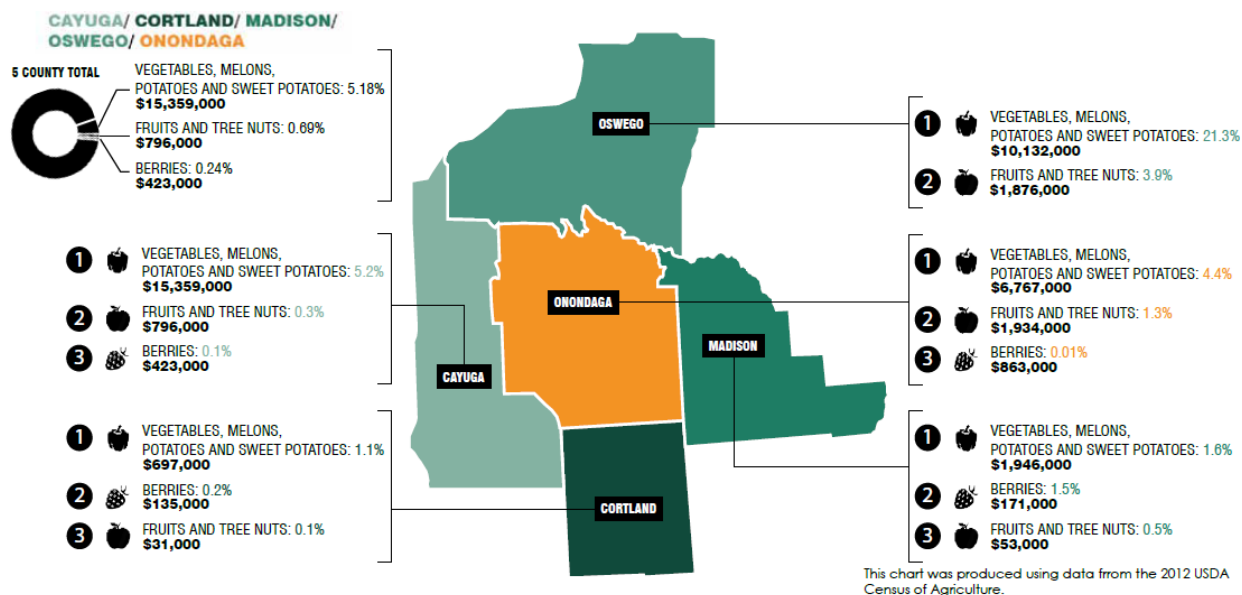 CAYUGA/ CORTLAND/ MADISON/
OSWEGO/ ONONDAGA
5 COUNTY TOTAL
VEGETABLES, MELONS,
POTATOES AND SWEET POTATOES: 5.18%
$15,359,000
FRUITS AND TREE NUTS: 0.69%
$796,000
BERRIES: 0.24%
$423,000
1
VEGETABLES, MELONS,
POTATOES AND SWEET POTATOES: 5.2%
$15,359,000
2
FRUITS AND TREE NUTS: 0.3%
$796,000
3
BERRIES: 0.1%
$423,000
1
VEGETABLES, MELONS,
POTATOES AND SWEET POTATOES: 1.1%
$697,000
2
BERRIES: 0.2%
$135,000
3
FRUITS AND TREE NUTS: 0.1%
$31,000
OSWEGO
ONONDAGA
MADISON
CAYUGA
CORTLAND
1
VEGETABLES, MELONS,
POTATOES AND SWEET POTATOES: 21.3%
$10,132,000
2
FRUITS AND TREE NUTS: 3.9%
$1,876,000
1
VEGETABLES, MELONS,
POTATOES AND SWEET POTATOES: 4.4%
$6,767,000
2
FRUITS AND TREE NUTS: 1.3%
$1,934,000
3
BERRIES: 0.01%
$863,000
1
VEGETABLES, MELONS,
POTATOES AND SWEET POTATOES: 1.6%
$1,946,000
2
BERRIES: 1.5%
$171,000
3
FRUITS AND TREE NUTS: 0.5%
$53,000
This chart was produced using data frrom the 2012 USDA
Census of Agriculture.